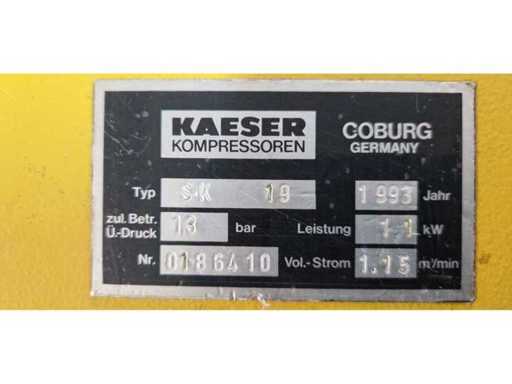 KAESER
KOMPRESSOREN
COBURG
GERMANY
Typ SK 19 1993 Jahr
zul. Betr. Ü.-Druck 13 bar Leistung 11 kW
Nr. 0186410 Vol.-Strom 1.15 m³/min